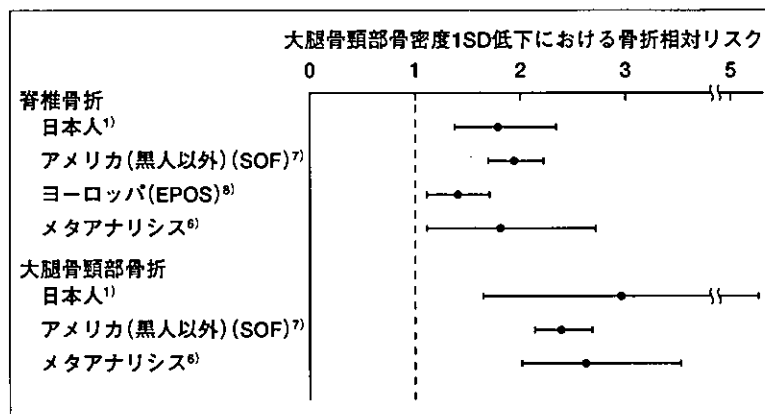 大腿骨頸部骨密度1SD低下における骨折相対リスク
0 1 2 3 5
脊椎骨折
日本人1)
アメリカ(黒人以外)(SOF)7)
ヨーロッパ(EPOS)8)
メタアナリシス6)
大腿骨頸部骨折
日本人1)
アメリカ(黒人以外)(SOF)7)
メタアナリシス6)